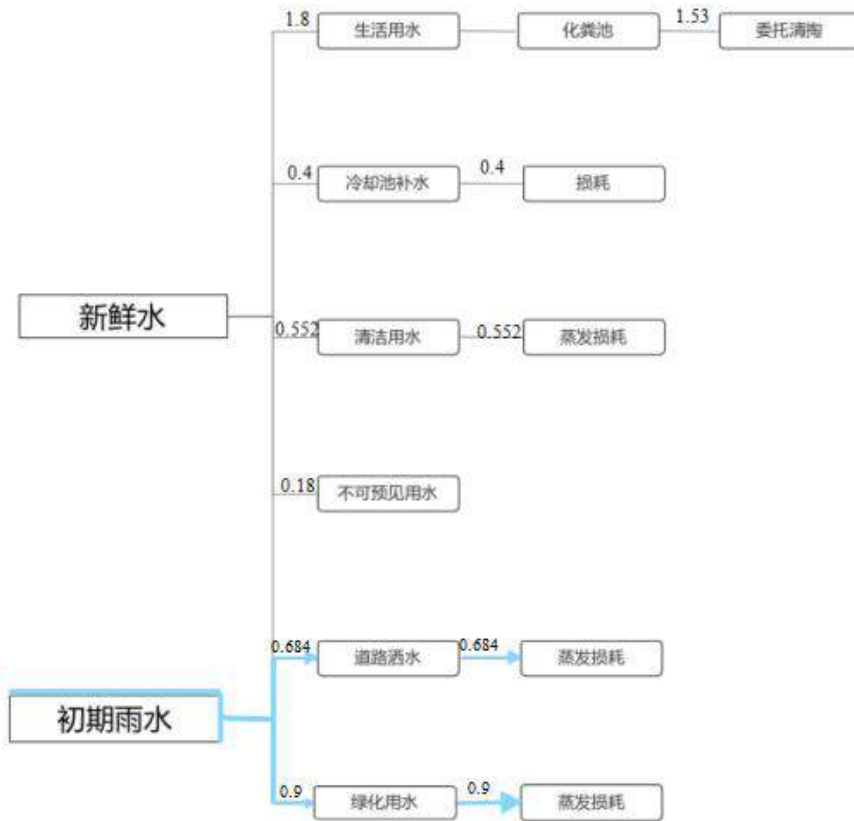 1.8
生活用水
化粪池
1.53
委托清掏
0.4
冷却池补水
0.4
损耗
新鲜水
0.552
清洁用水
0.552
蒸发损耗
0.18
不可预见用水
0.684
道路洒水
0.684
蒸发损耗
初期雨水
0.9
绿化用水
0.9
蒸发损耗